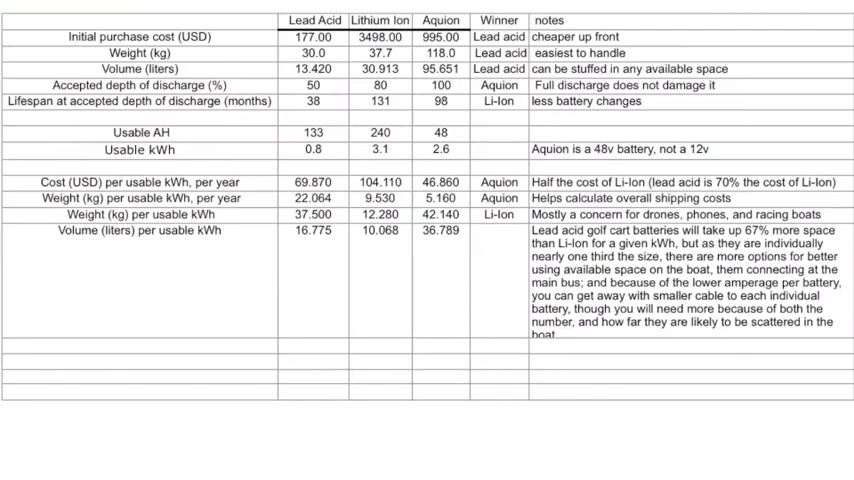 Lead Acid Lithium Ion Aquion Winner notes
Initial purchase cost (USD) 177.00 3498.00 995.00 Lead acid cheaper up front
Weight (kg) 30.0 37.7 118.0 Lead acid easiest to handle
Volume (liters) 13.420 30.913 95.651 Lead acid can be stuffed in any available space
Accepted depth of discharge (%) 50 80 100 Aquion Full discharge does not damage it
Lifespan at accepted depth of discharge (months) 38 131 98 Li-Ion less battery changes
Usable AH 133 240 48
Usable kWh 0.8 3.1 2.6 Aquion is a 48v battery, not a 12v
Cost (USD) per usable kWh, per year 69.870 104.110 46.860 Aquion Half the cost of Li-Ion (lead acid is 70% the cost of Li-Ion)
Weight (kg) per usable kWh, per year 22.064 9.530 5.160 Aquion Helps calculate overall shipping costs
Weight (kg) per usable kWh 37.500 12.280 42.140 Li-Ion Mostly a concern for drones, phones, and racing boats
Volume (liters) per usable kWh 16.775 10.068 36.789 Lead acid golf cart batteries will take up 67% more space
than Li-Ion for a given kWh, but as they are individually
nearly one third the size, there are more options for better
using available space on the boat, them connecting at the
main bus; and because of the lower amperage per battery,
you can get away with smaller cable to each individual
battery, though you will need more because of both the
number, and how far they are likely to be scattered in the
boat